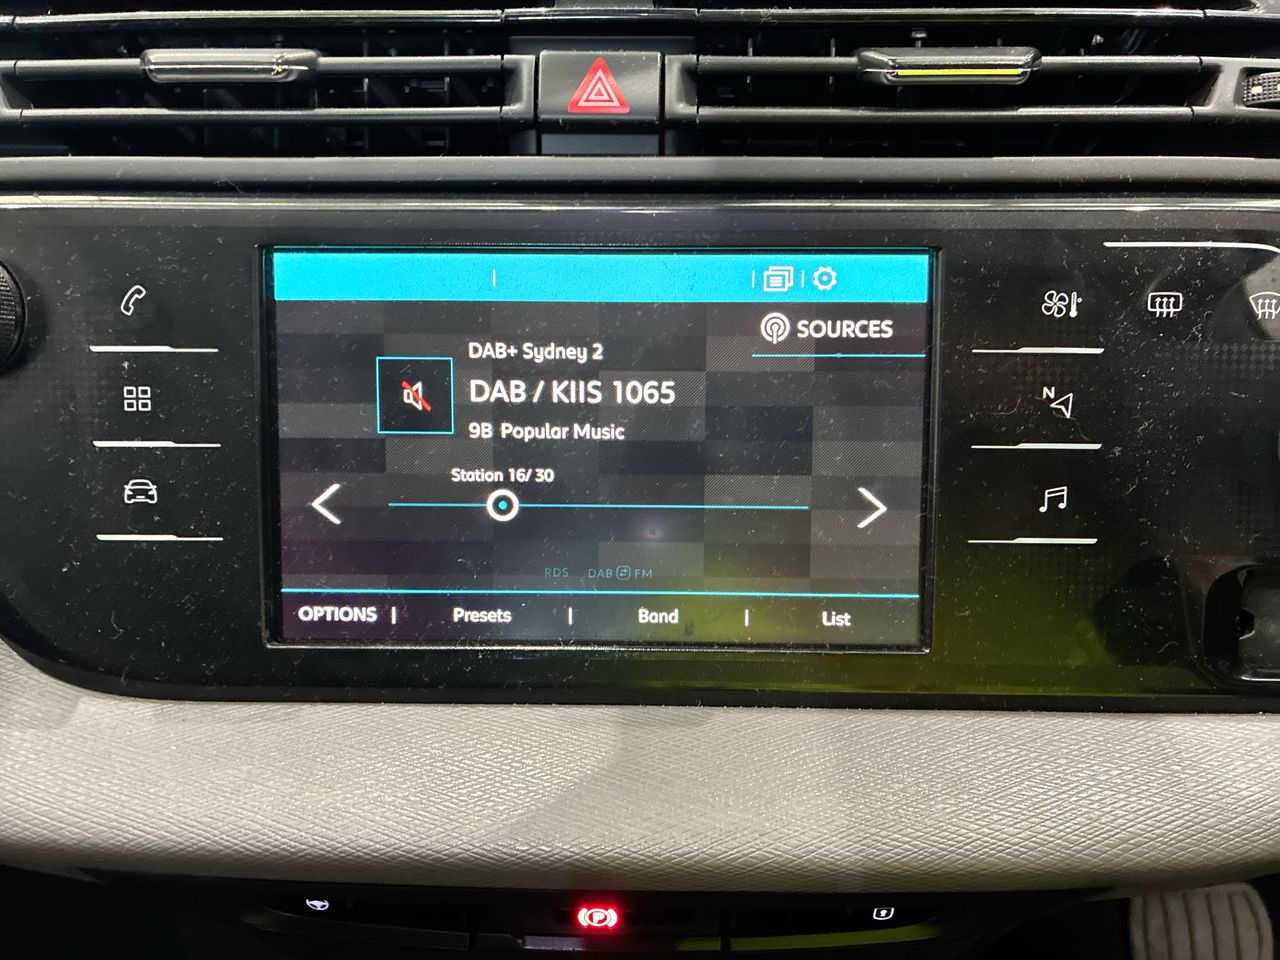 SOURCES
DAB+ Sydney 2
DAB / KIIS 1065
9B Popular Music
Station 16/30
RDS DAB FM
OPTIONS | Presets | Band | List
N
P